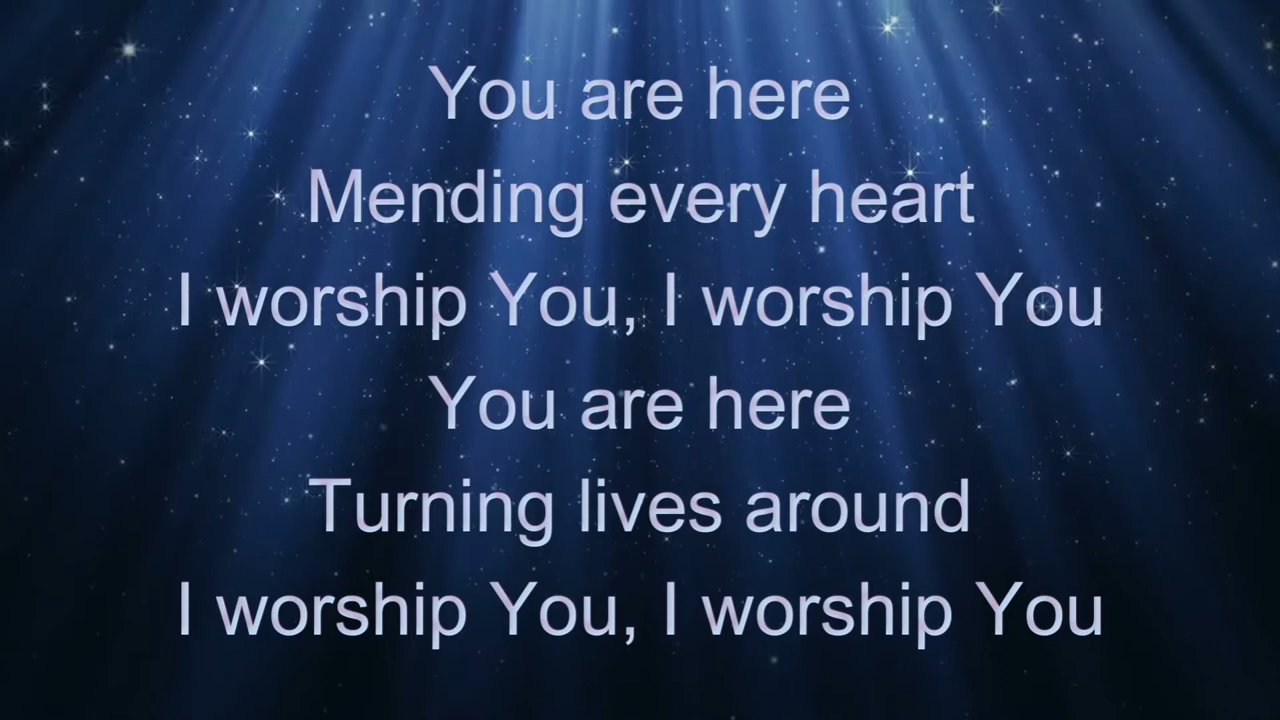 You are here
Mending every heart
I worship You, I worship You
You are here
Turning lives around
I worship You, I worship You